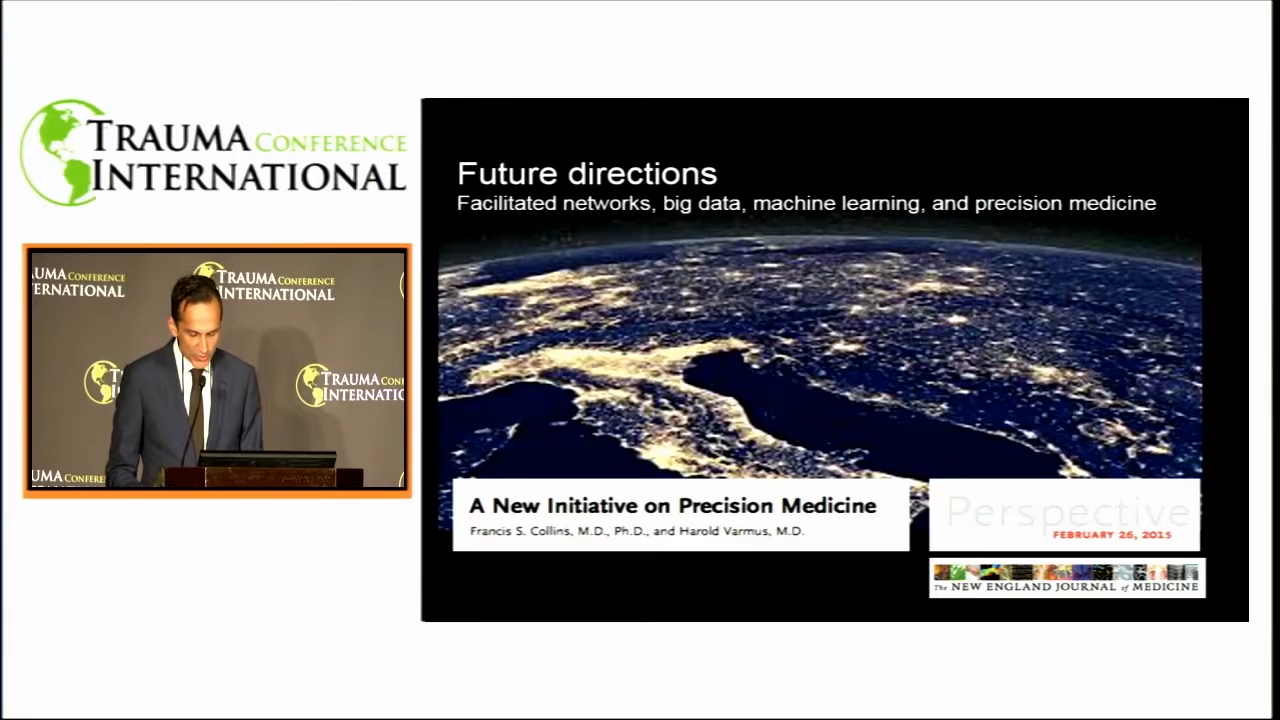 TRAUMA CONFERENCE
INTERNATIONAL
UMA CONFERENCE
ERNATIONAL
TRAUMA CONFERENCE
INTERNATIONAL
TRAUMA CON
INTERNATIO
UMA CONFERE
Future directions
Facilitated networks, big data, machine learning, and precision medicine
A New Initiative on Precision Medicine
Francis S. Collins, M.D., Ph.D., and Harold Varmus, M.D.
Perspective
FEBRUARY 26, 2015
The NEW ENGLAND JOURNAL of MEDICINE